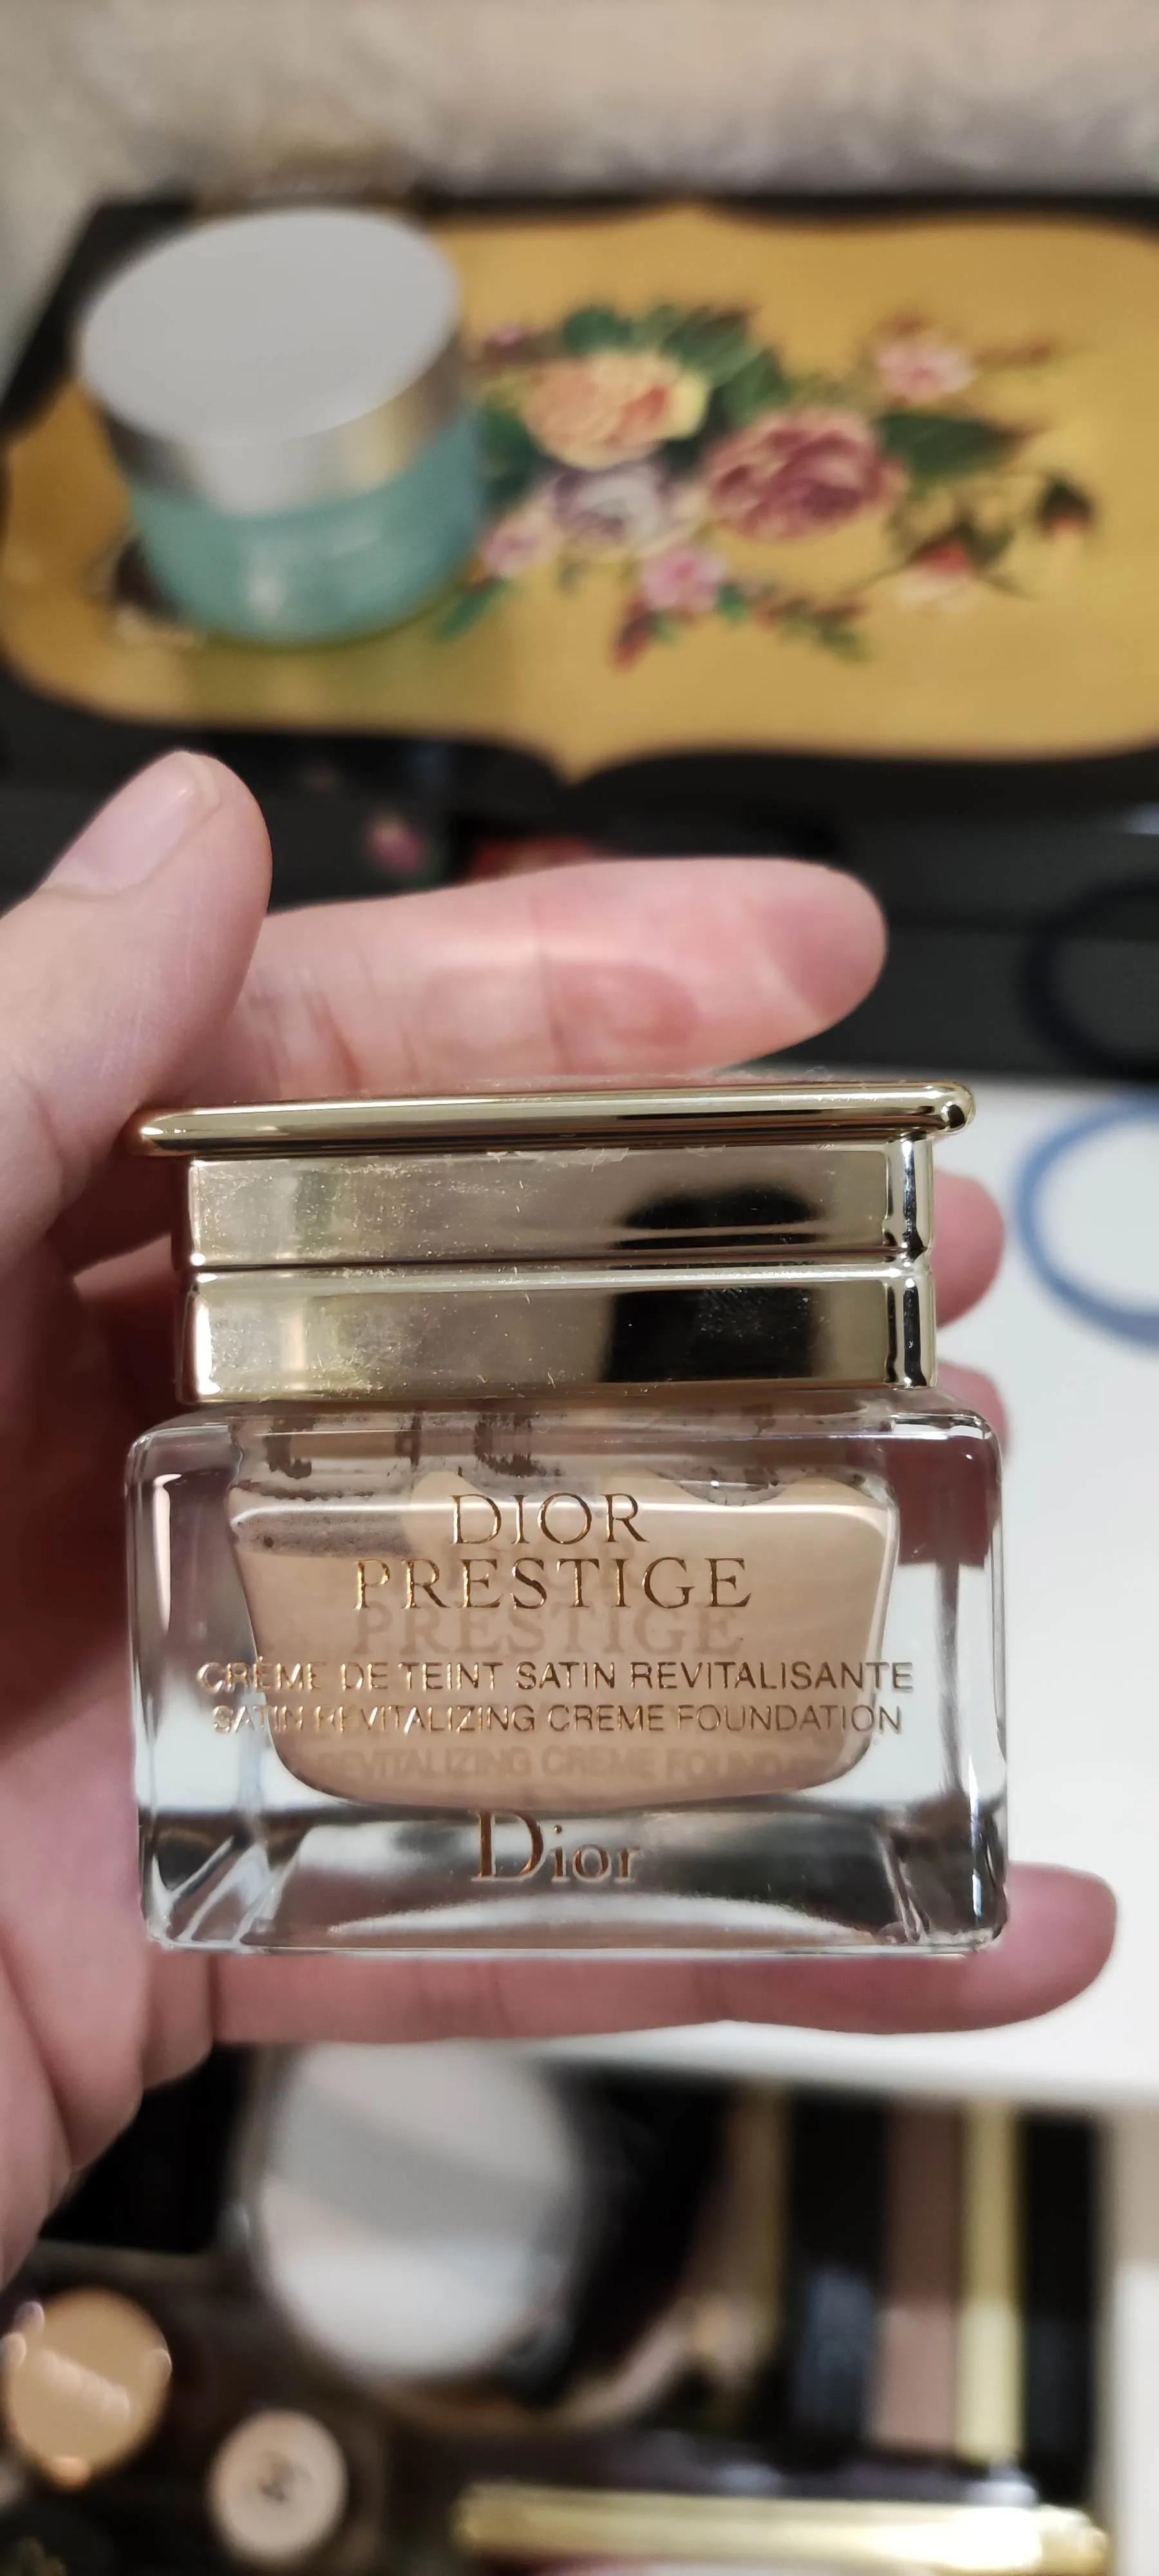 DIOR
PRESTIGE
CRÈME DE TEINT SATIN REVITALISANTE
SATIN REVITALIZING CREME FOUNDATION
Dior